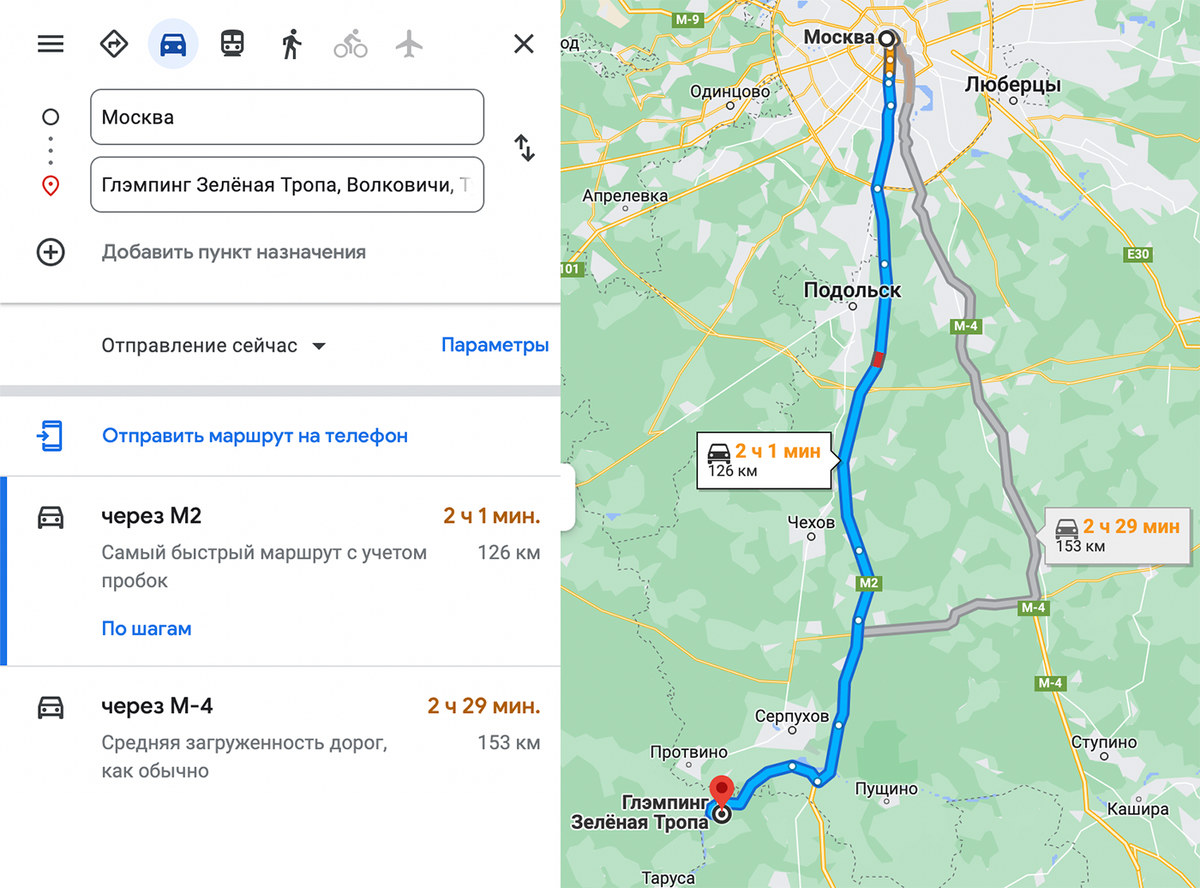 Москва
Глэмпинг Зелёная Тропа, Волковичи, Т
Добавить пункт назначения
Отправление сейчас
Параметры
Отправить маршрут на телефон
через M2
2 ч 1 мин.
Самый быстрый маршрут с учетом
126 км
пробок
По шагам
через М-4
2 ч 29 мин.
Средняя загруженность дорог,
153 км
как обычно
М-9
од
Москва
Люберцы
Одинцово
Апрелевка
E30
101
Подольск
М-4
2 ч 1 мин
126 км
Чехов
2 ч 29 мин
153 км
M2
М-4
М-4
Серпухов
Протвино
Ступино
Пущино
Глэмпинг
Зелёная Тропа
Кашира
Таруса